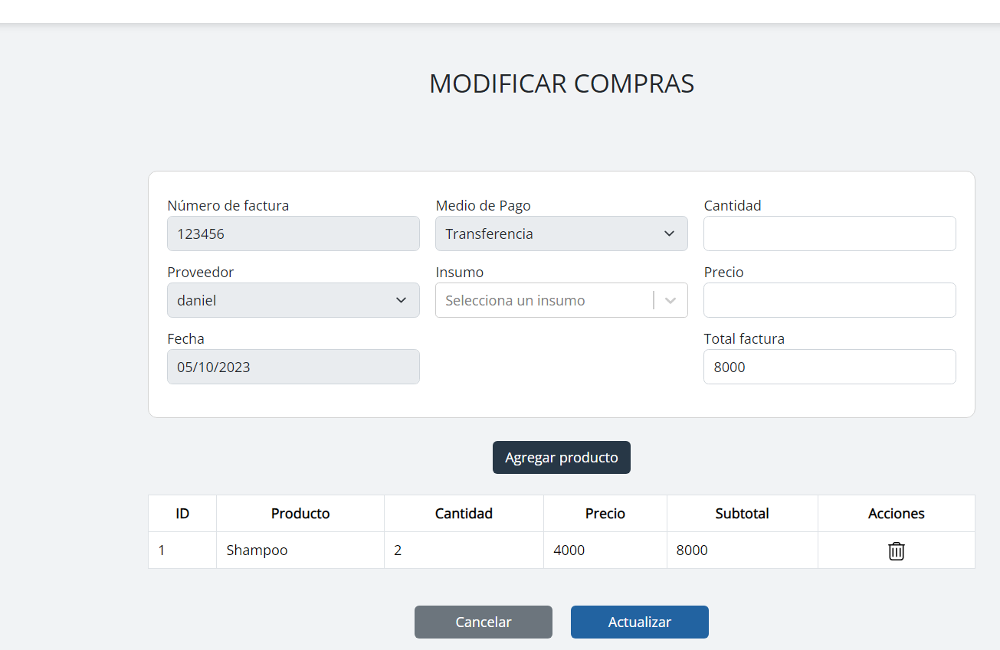 MODIFICAR COMPRAS
Número de factura Medio de Pago Cantidad
123456 Transferencia
Proveedor Insumo Precio
daniel Selecciona un insumo
Fecha Total factura
05/10/2023 8000
Agregar producto
ID Producto Cantidad Precio Subtotal Acciones
1 Shampoo 2 4000 8000
Cancelar Actualizar